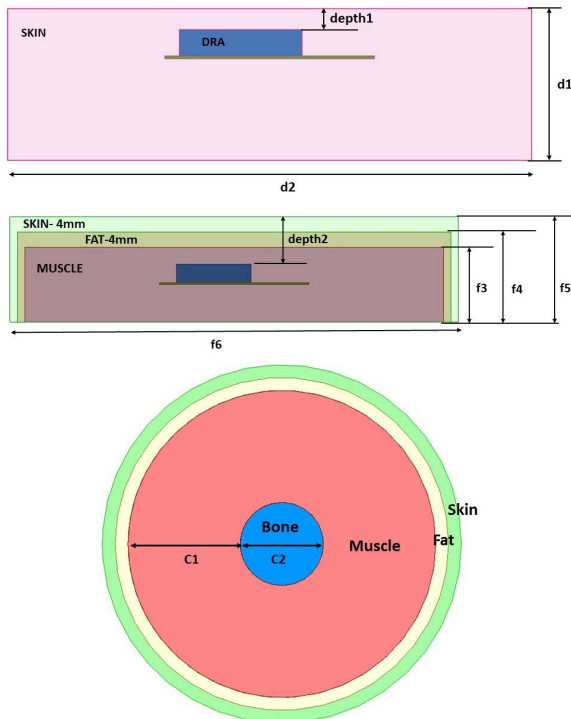 SKIN
depth1
DRA
d1
d2
SKIN- 4mm
FAT-4mm
depth2
MUSCLE
f3
f4
f5
f6
Skin
Bone
Fat
Muscle
C1
C2